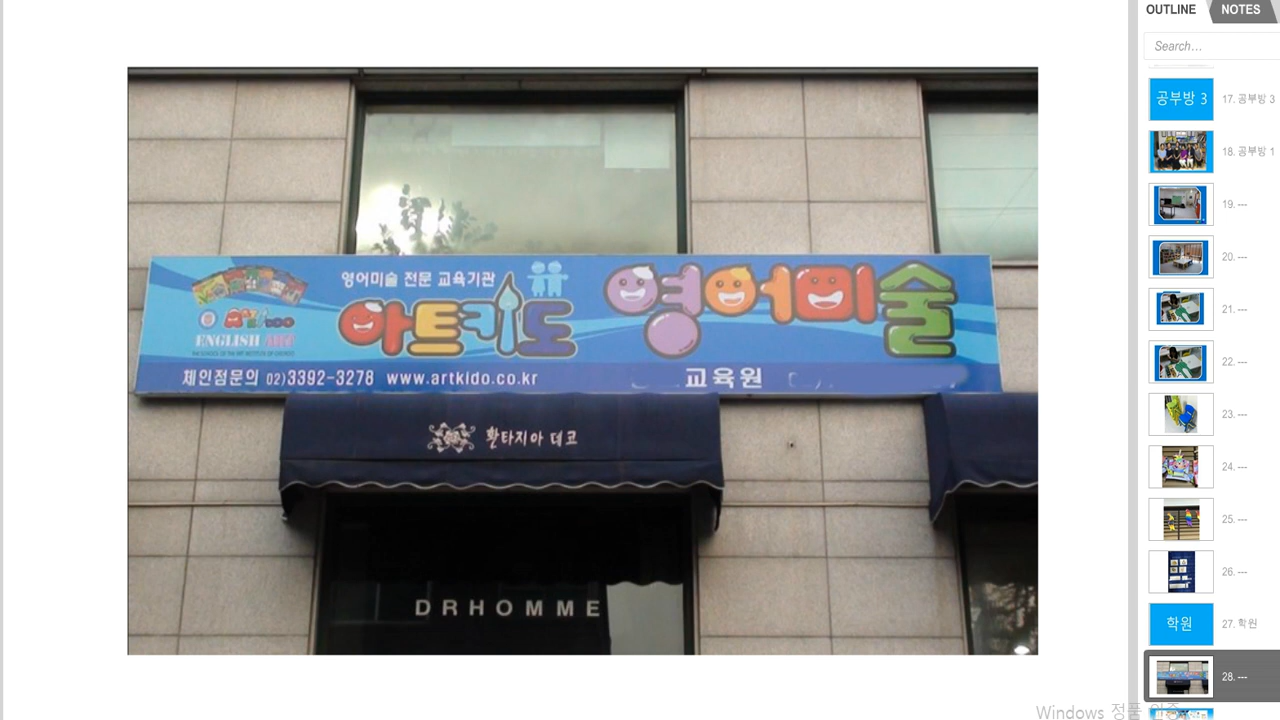 영어미술 전문 교육기관
아트키도 영어미술
ENGLISH ART
체인점문의 02)3392-3278 www.artkido.co.kr
교육원
환타지아 데코
DRHOMME
OUTLINE NOTES
Search...
공부방 3
17. 공부방 3
18. 공부방 1
19. ---
20. ---
21. ---
22. ---
23. ---
24. ---
25. ---
26. ---
학원
27. 학원
28. ---
Windows 정품 인증